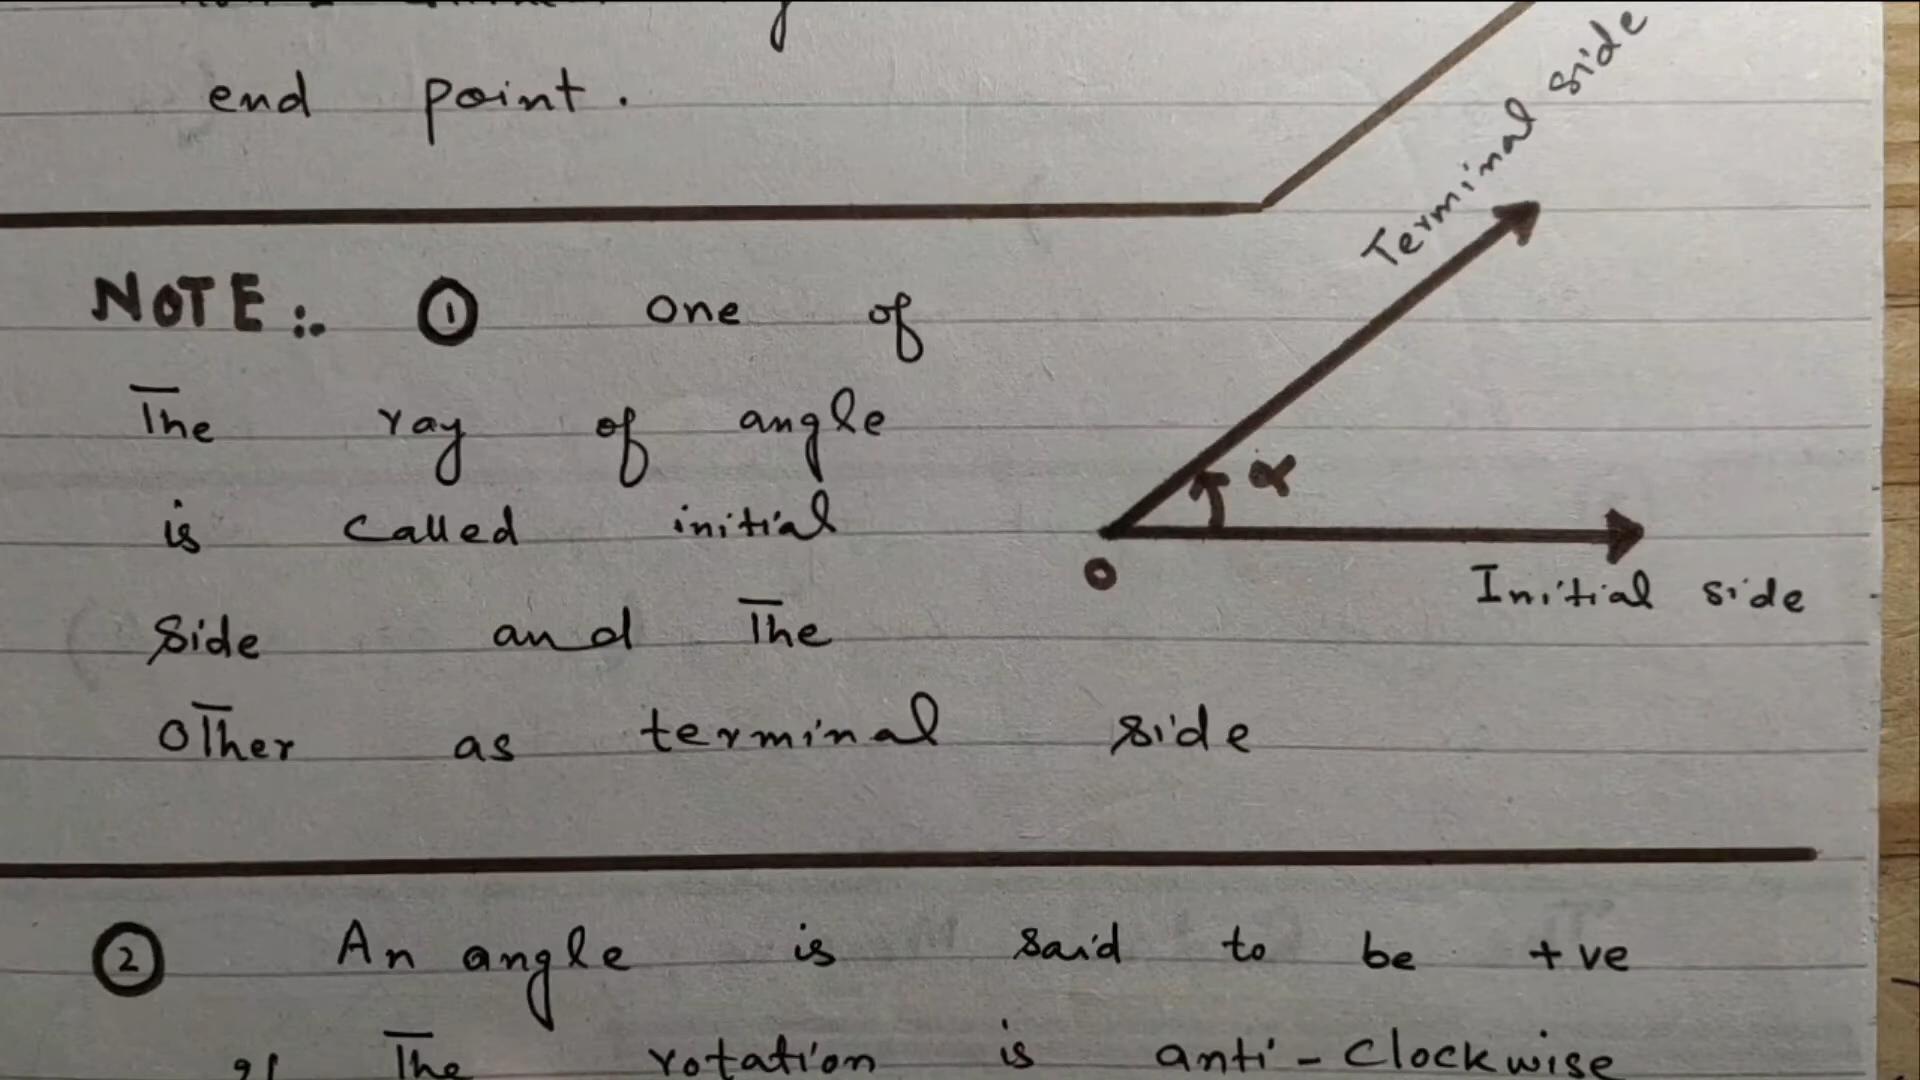 end point.
Terminal side
NOTE:- ① one of
The ray of angle
α
is called initial
O
Initial side
side and The
other as terminal side
② An angle is said to be +ve
The rotation is anti-clockwise